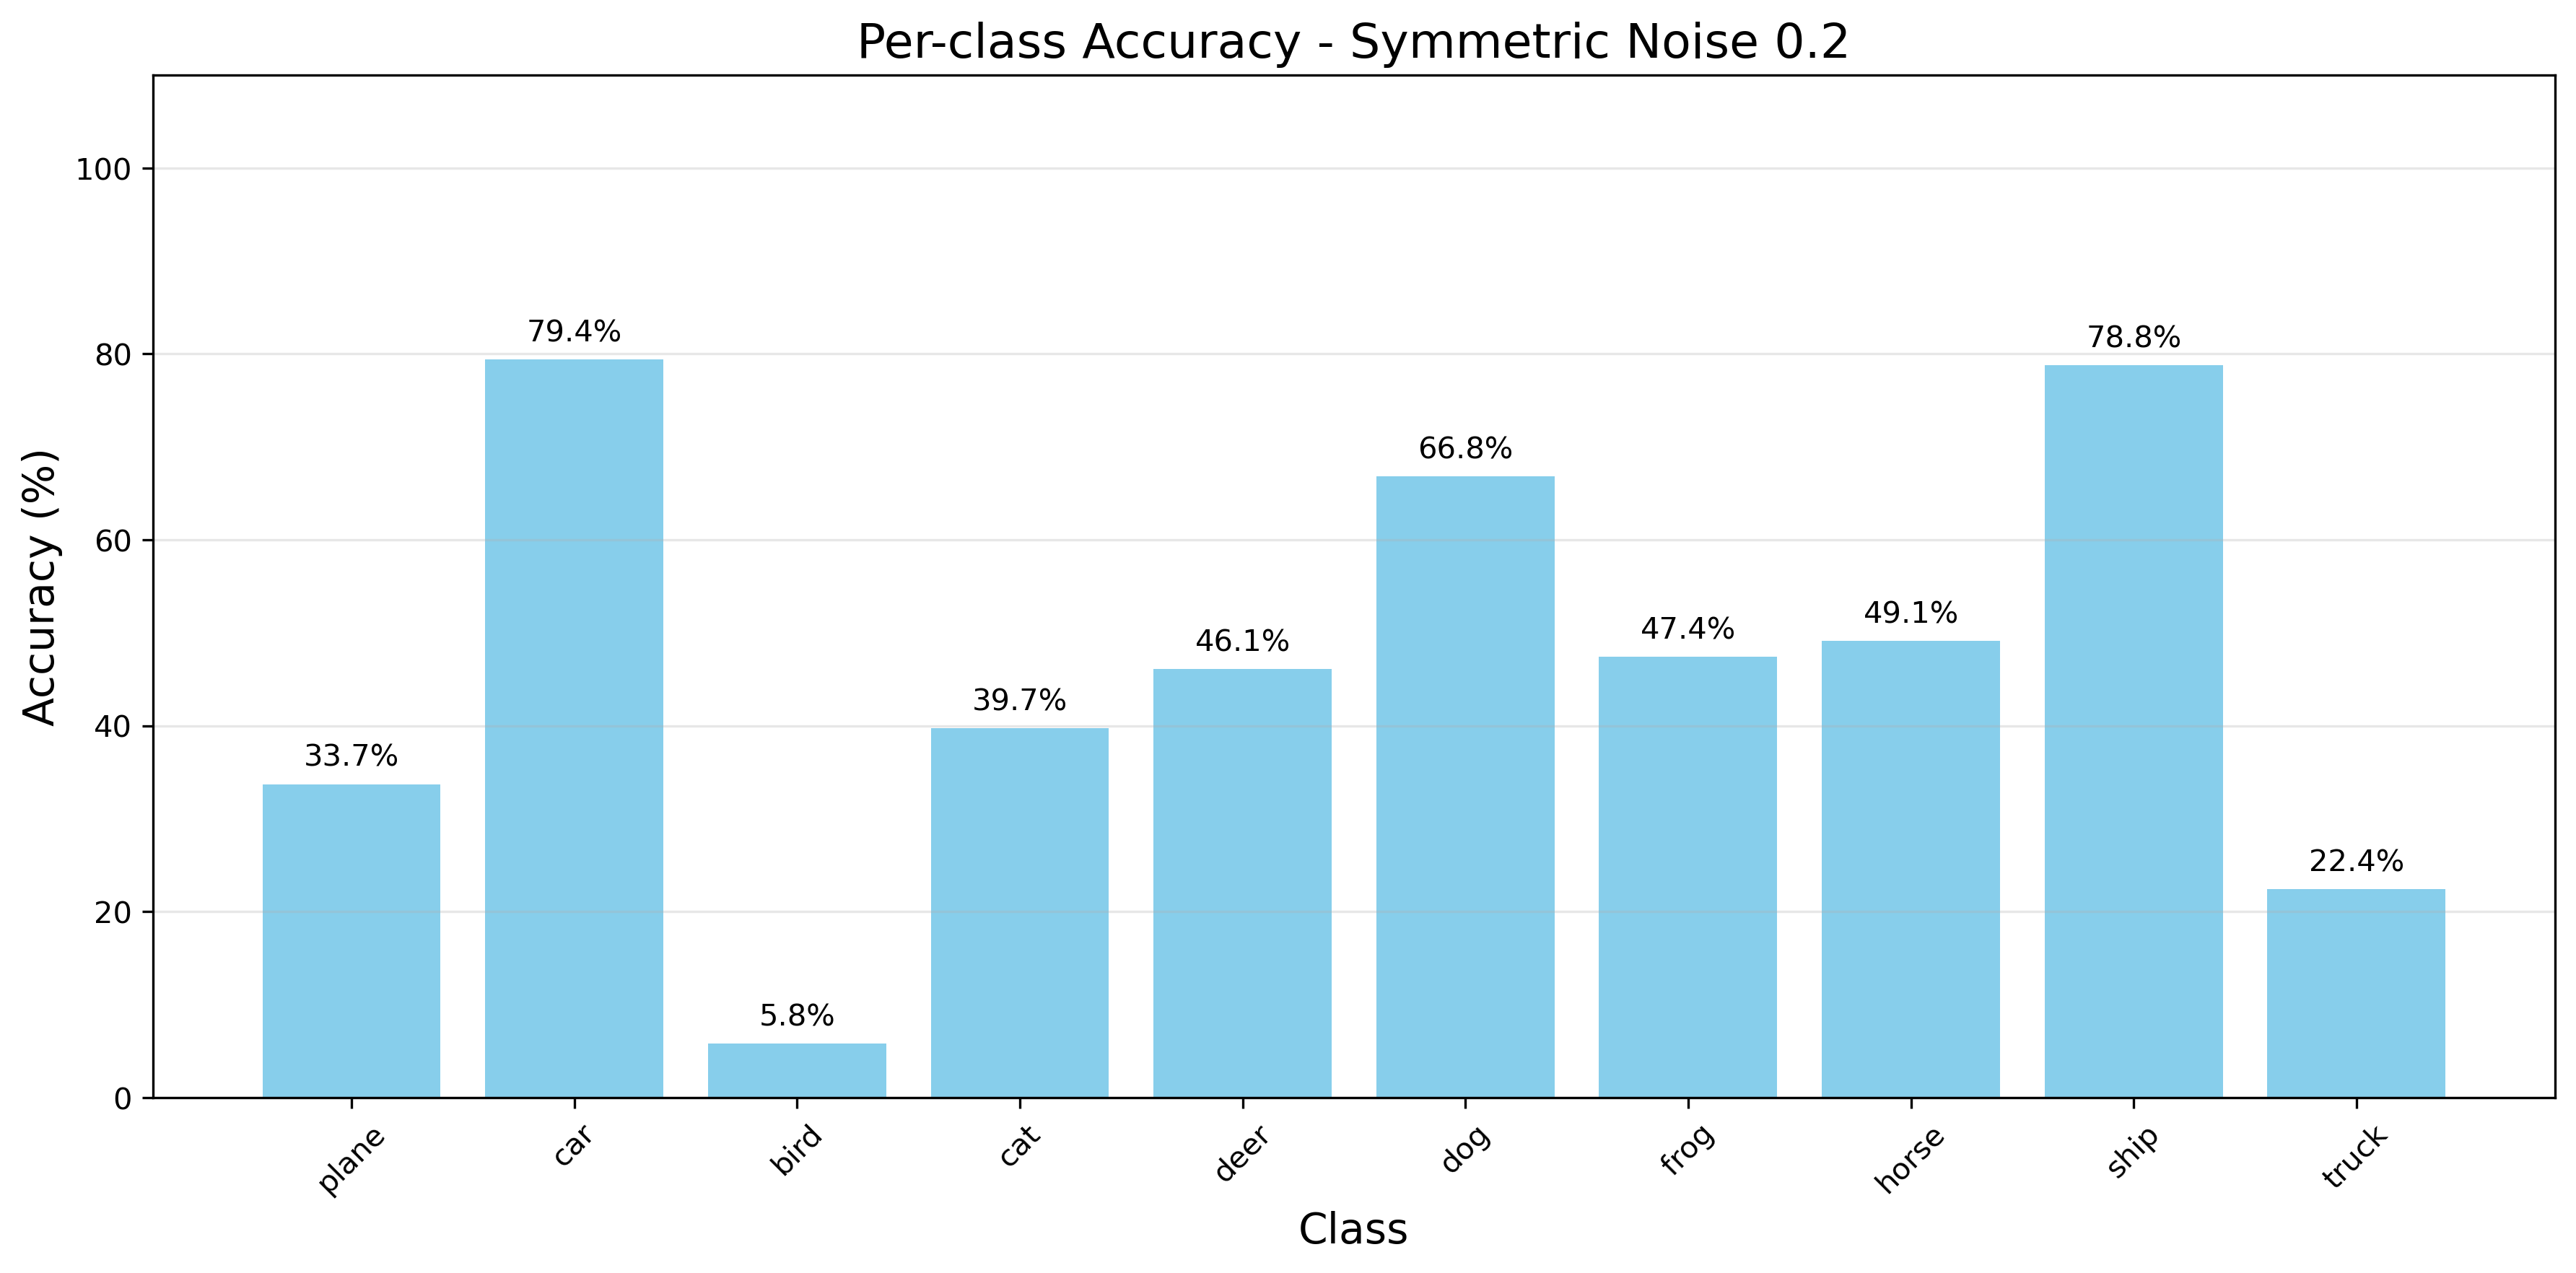 Per-class Accuracy - Symmetric Noise 0.2
Accuracy (%)
100
80
60
40
20
0
33.7%
79.4%
5.8%
39.7%
46.1%
66.8%
47.4%
49.1%
78.8%
22.4%
plane
car
bird
cat
deer
dog
frog
horse
ship
truck
Class